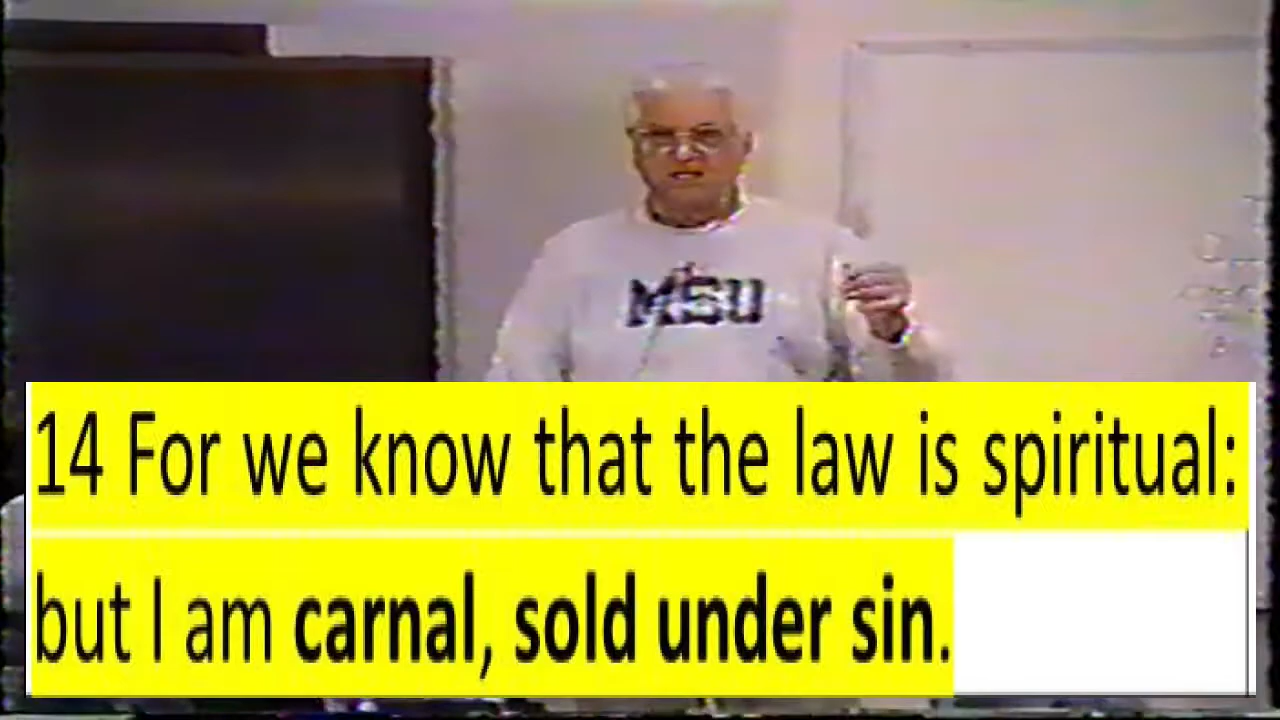 MSU
14 For we know that the law is spiritual:
but I am carnal, sold under sin.